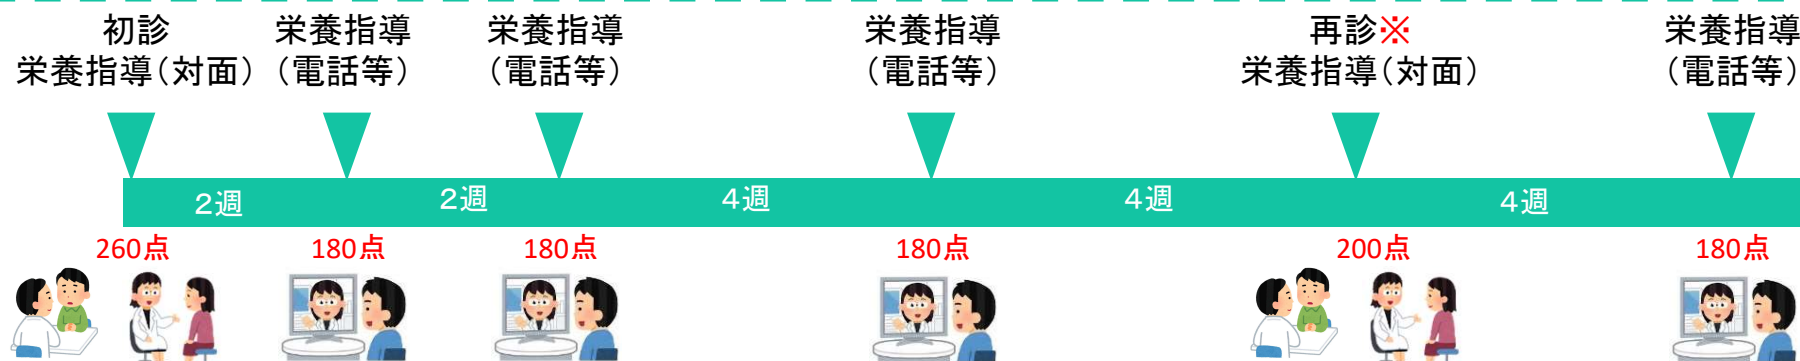 初診
栄養指導（対面）
栄養指導
（電話等）
栄養指導
（電話等）
栄養指導
（電話等）
再診※
栄養指導（対面）
栄養指導
（電話等）
２週
２週
４週
４週
４週
260点
180点
180点
180点
200点
180点